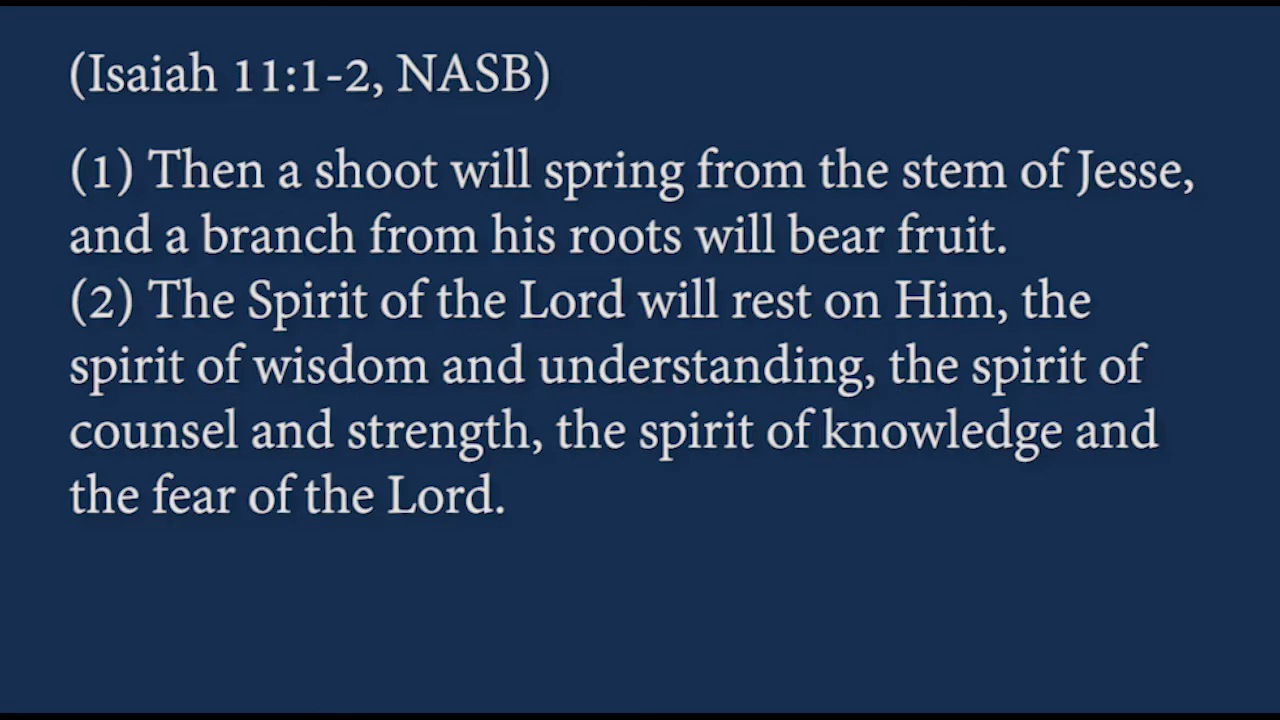 (Isaiah 11:1-2, NASB)
(1) Then a shoot will spring from the stem of Jesse,
and a branch from his roots will bear fruit.
(2) The Spirit of the Lord will rest on Him, the
spirit of wisdom and understanding, the spirit of
counsel and strength, the spirit of knowledge and
the fear of the Lord.